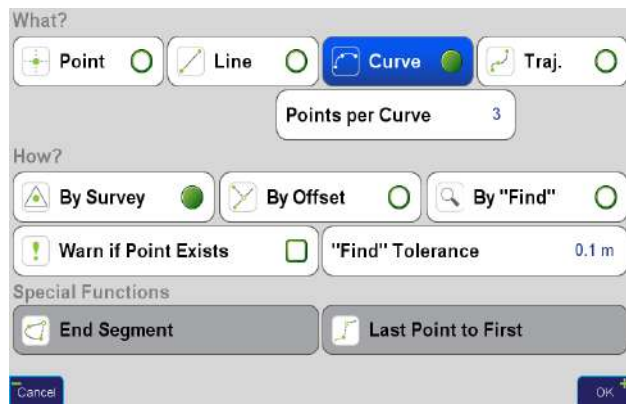 What?
Point Line Curve Traj.
Points per Curve 3
How?
By Survey By Offset By "Find"
Warn if Point Exists "Find" Tolerance 0.1 m
Special Functions
End Segment Last Point to First
Cancel OK